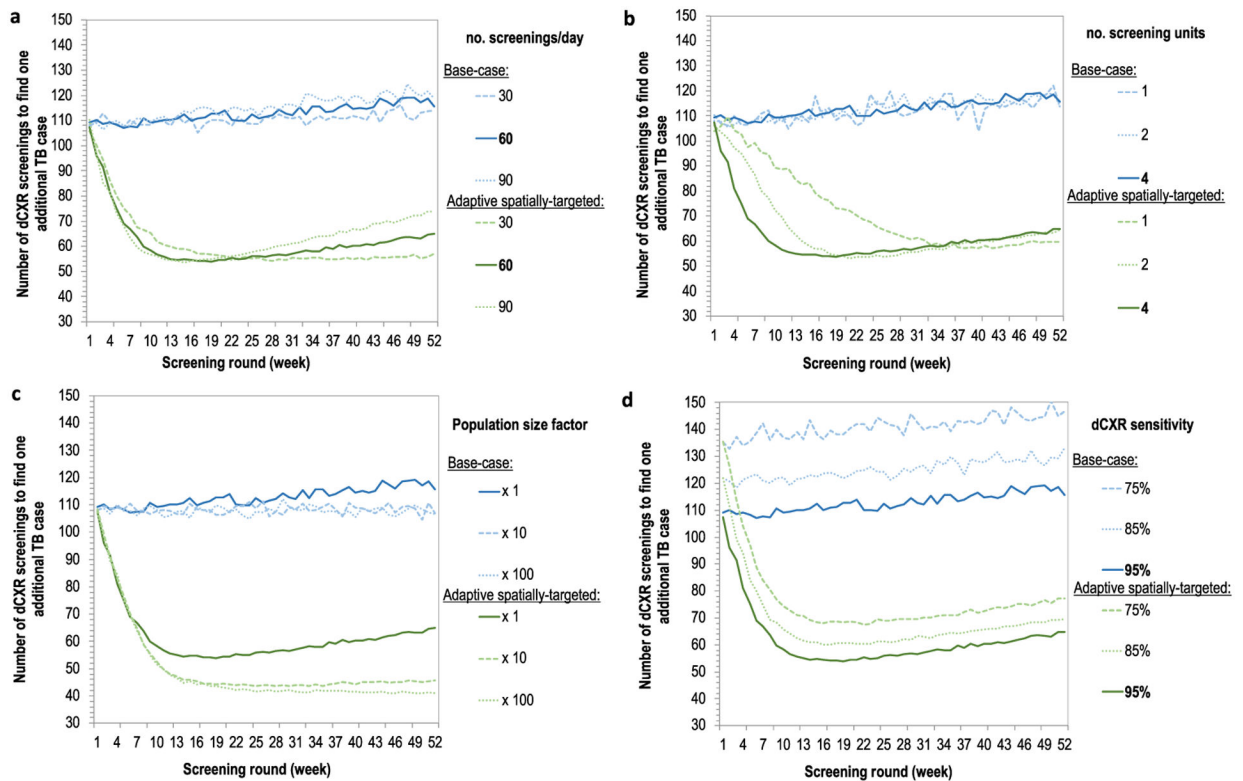 a
Number of dCXR screenings to find one
additional TB case
150
140
130
120
110
100
90
80
70
60
50
40
30
1 4 7 10 13 16 19 22 25 28 31 34 37 40 43 46 49 52
Screening round (week)
no. screenings/day
Base-case:
30
60
90
Adaptive spatially-targeted:
30
60
90
b
Number of dCXR screenings to find one
additional TB case
150
140
130
120
110
100
90
80
70
60
50
40
30
1 4 7 10 13 16 19 22 25 28 31 34 37 40 43 46 49 52
Screening round (week)
no. screening units
Base-case:
1
2
4
Adaptive spatially-targeted:
1
2
4
c
Number of dCXR screenings to find one
additional TB case
150
140
130
120
110
100
90
80
70
60
50
40
30
1 4 7 10 13 16 19 22 25 28 31 34 37 40 43 46 49 52
Screening round (week)
Population size factor
Base-case:
x 1
x 10
x 100
Adaptive spatially-targeted:
x 1
x 10
x 100
d
Number of dCXR screenings to find one
additional TB case
150
140
130
120
110
100
90
80
70
60
50
40
30
1 4 7 10 13 16 19 22 25 28 31 34 37 40 43 46 49 52
Screening round (week)
dCXR sensitivity
Base-case:
75%
85%
95%
Adaptive spatially-targeted:
75%
85%
95%